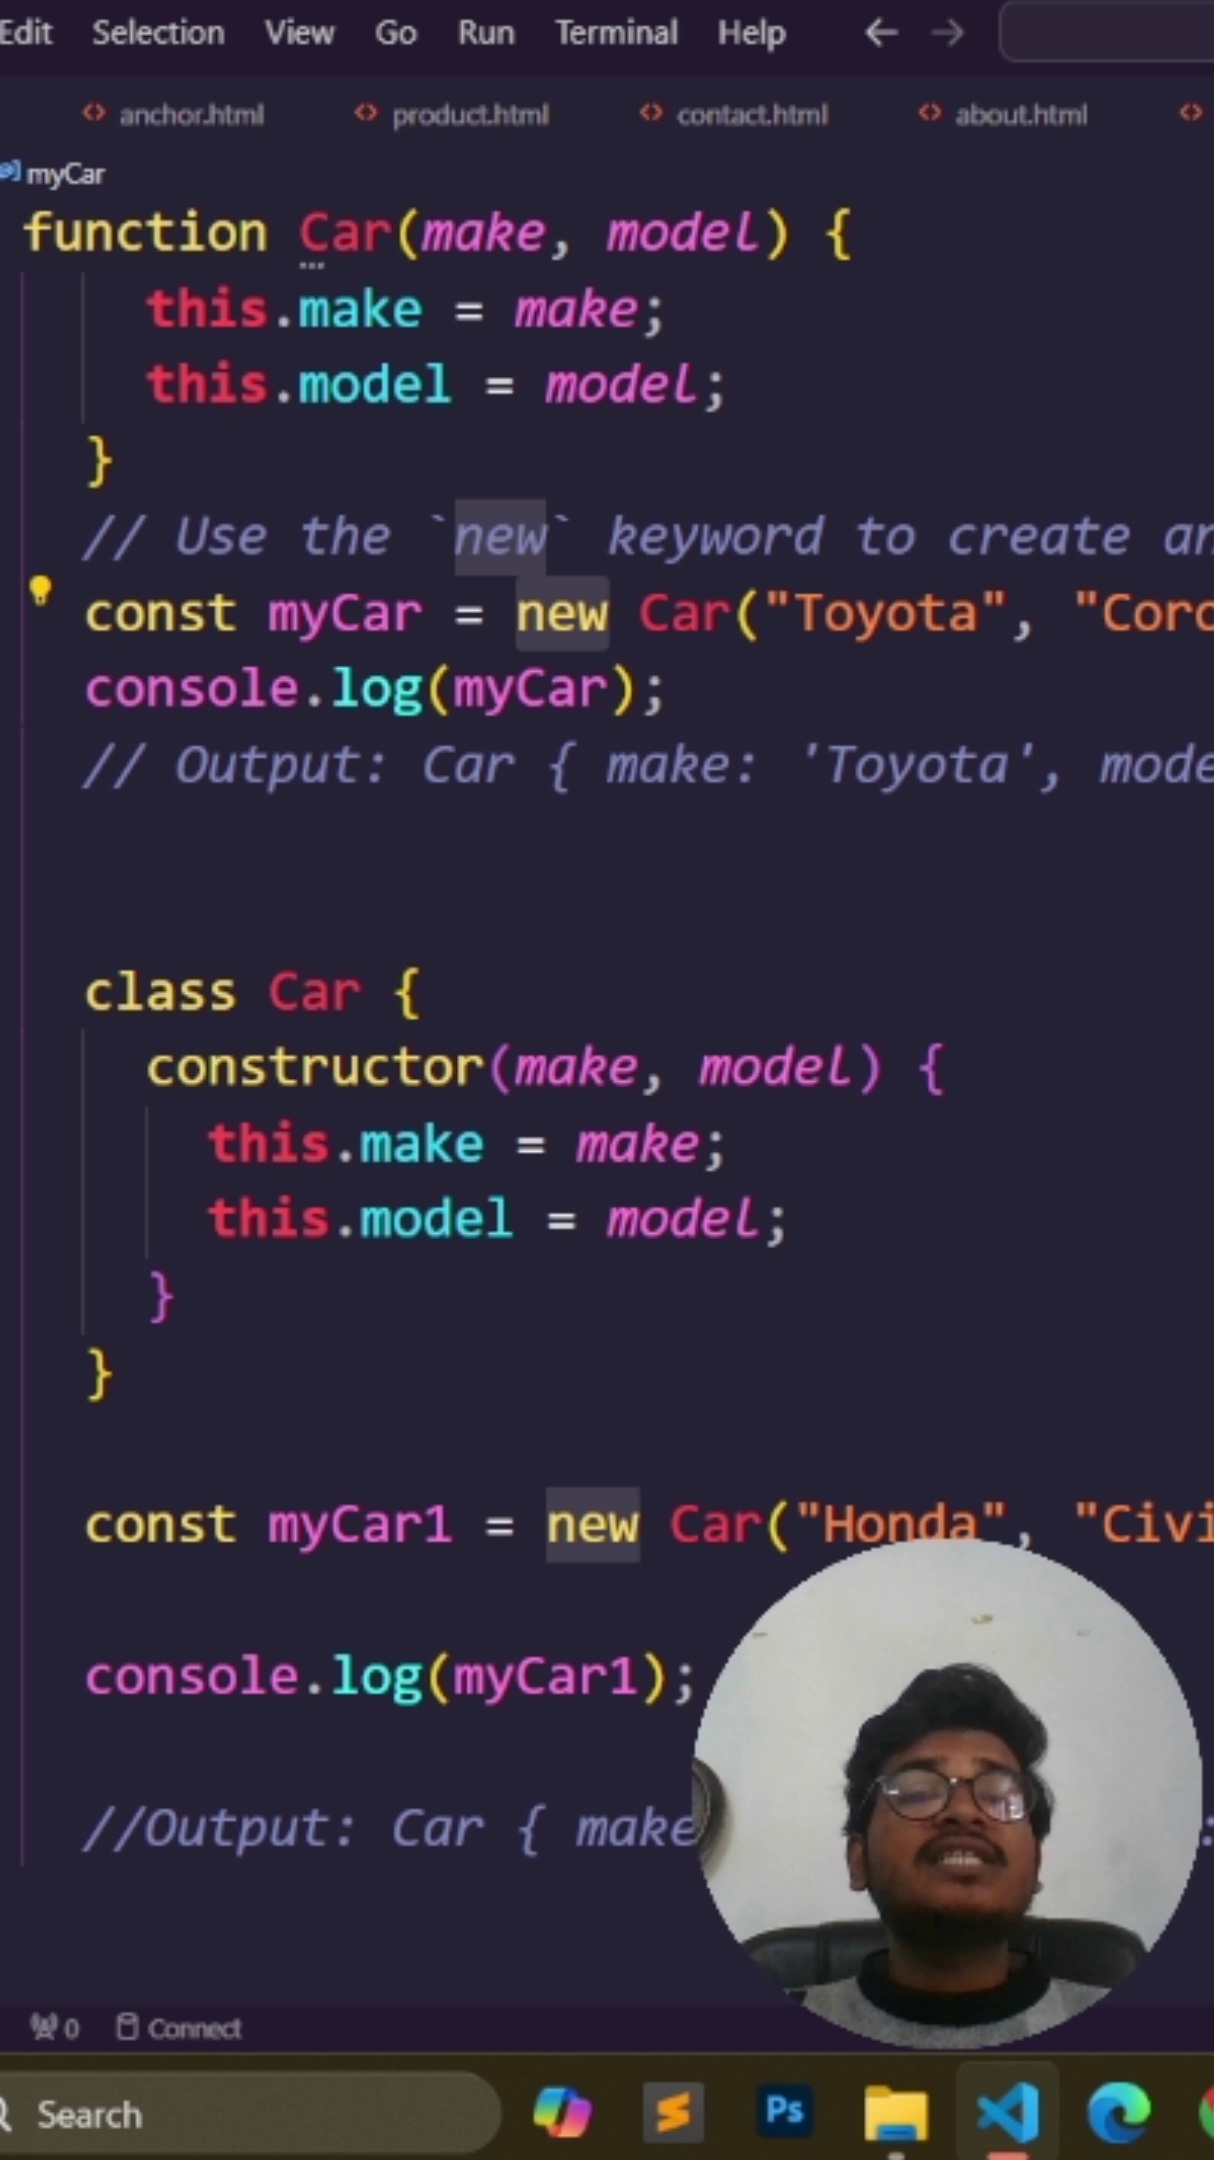 Edit Selection View Go Run Terminal Help
anchor.html product.html contact.html about.html
myCar
function Car(make, model) {
this.make = make;
this.model = model;
}
// Use the `new` keyword to create an
const myCar = new Car("Toyota", "Coro
console.log(myCar);
// Output: Car { make: 'Toyota', mode
class Car {
constructor(make, model) {
this.make = make;
this.model = model;
}
}
const myCar1 = new Car("Honda", "Civi
console.log(myCar1);
//Output: Car { make :
0 Connect
Search
Ps